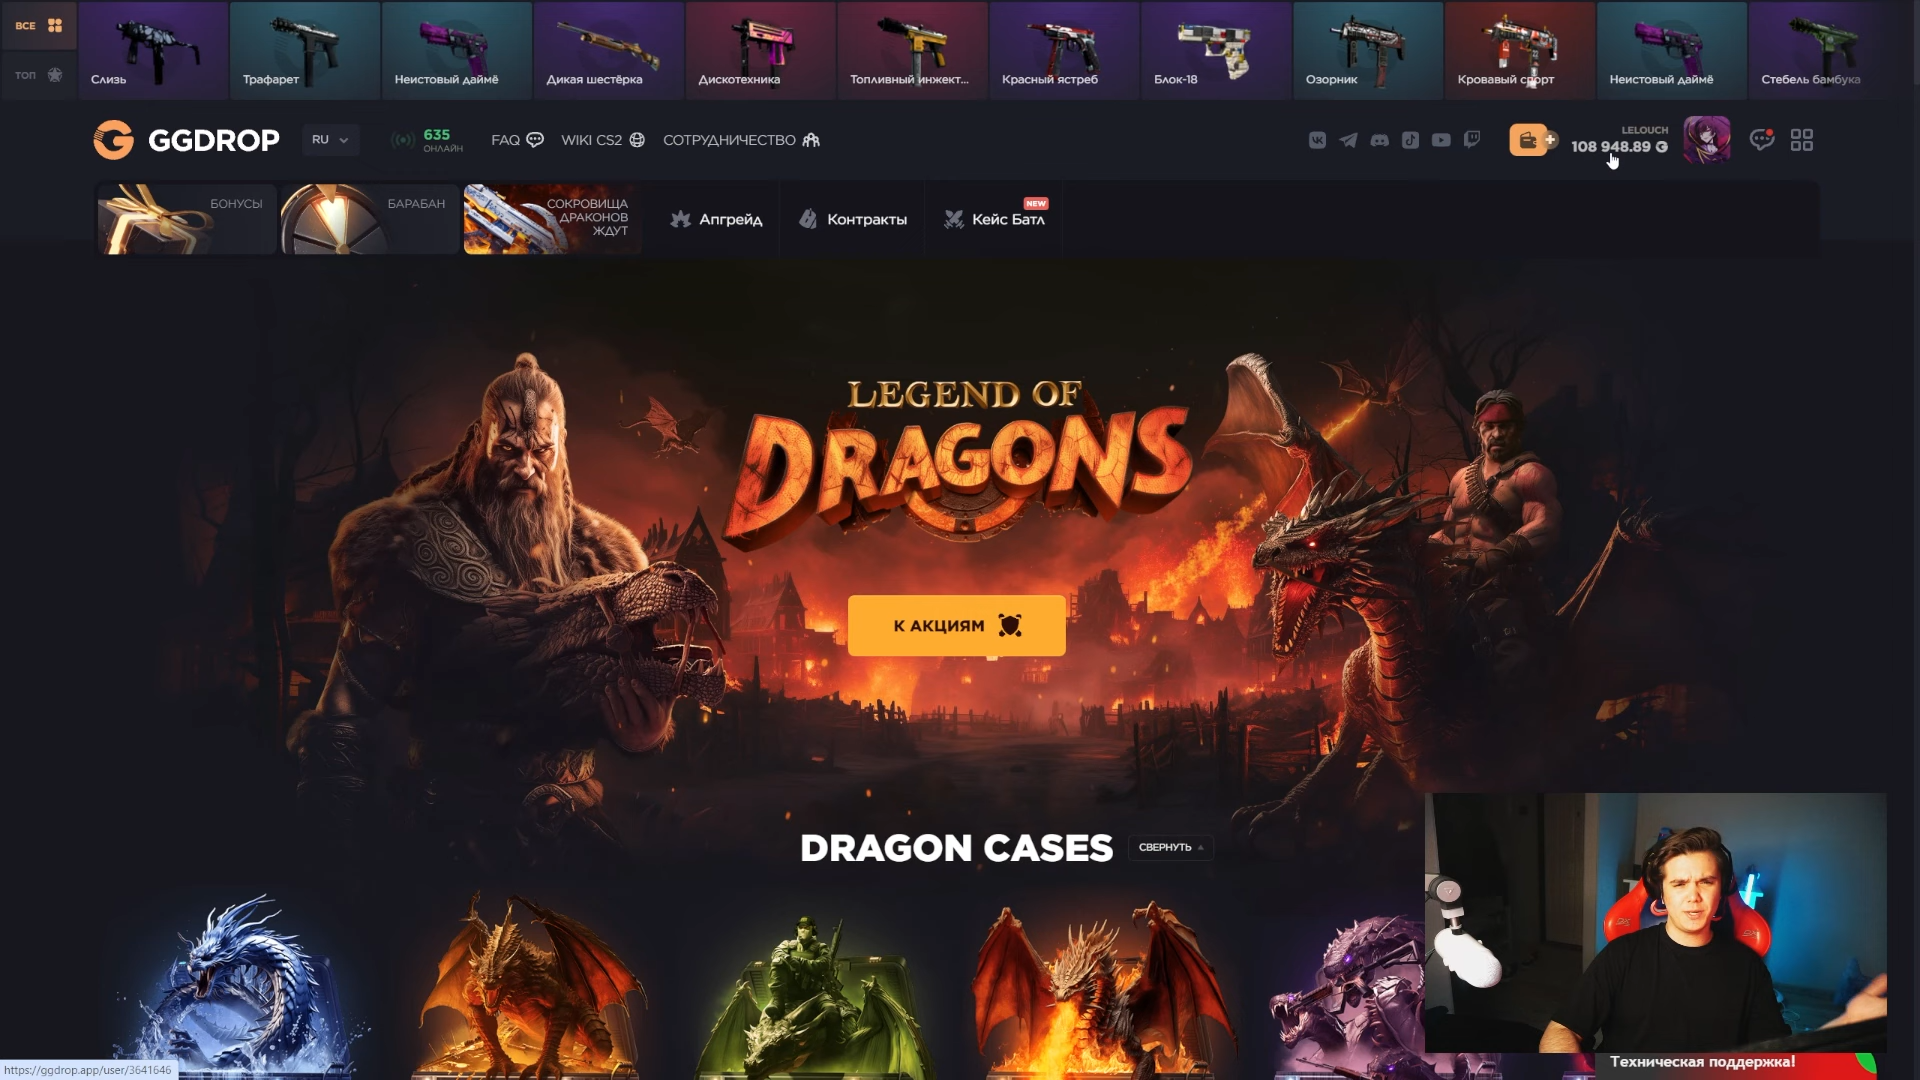 ВСЕ
ТОП
Слизь
Трафарет
Неистовый даймё
Дикая шестёрка
Дискотехника
Топливный инжект...
Красный ястреб
Блок-18
Озорник
Кровавый спорт
Неистовый даймё
Стебель бамбука
GGDROP
RU
635
ОНЛАЙН
FAQ
WIKI CS2
СОТРУДНИЧЕСТВО
LELOUCH
108 948.89
БОНУСЫ
БАРАБАН
СОКРОВИЩА
ДРАКОНОВ
ЖДУТ
Апгрейд
Контракты
Кейс Батл
NEW
LEGEND OF
DRAGONS
К АКЦИЯМ
DRAGON CASES
СВЕРНУТЬ
Техническая поддержка!
https://ggdrop.app/user/3641646